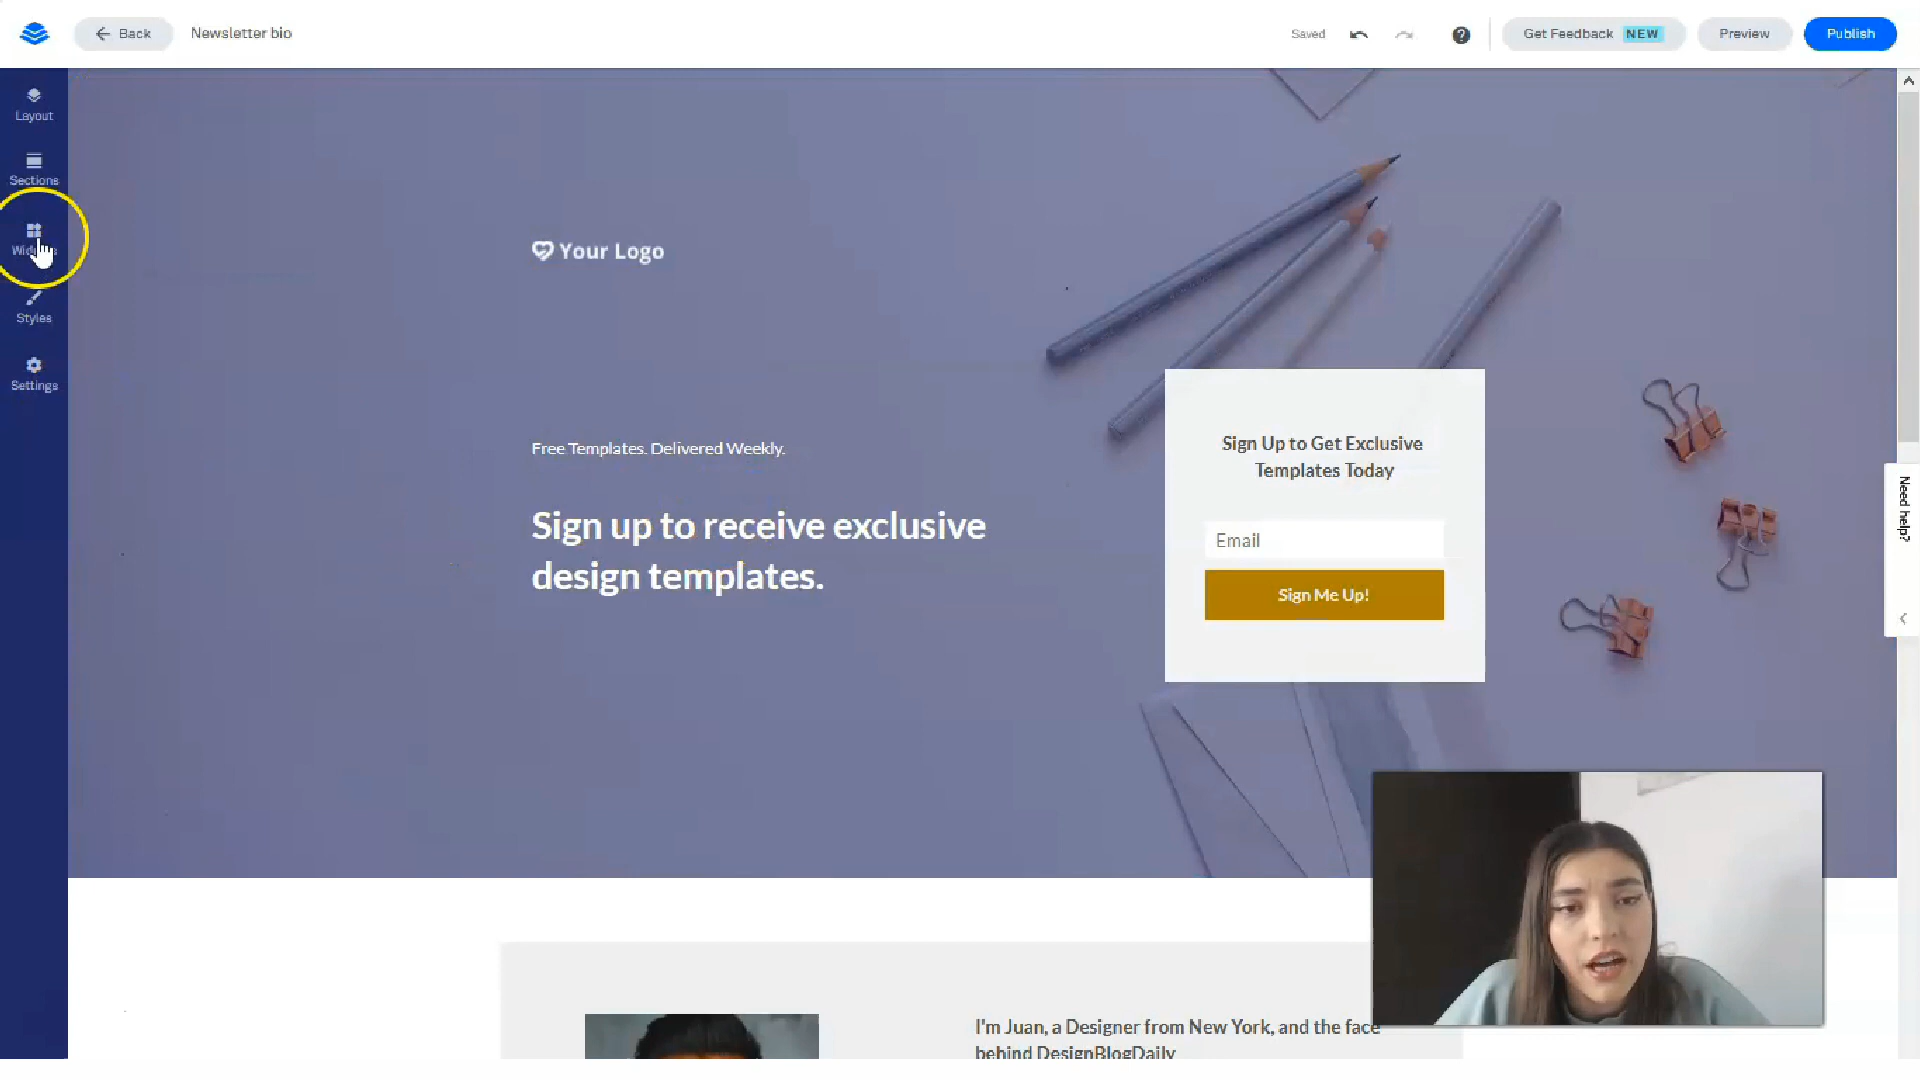 Back
Newsletter bio
Saved
Get Feedback NEW
Preview
Publish
Layout
Sections
Styles
Settings
Your Logo
Free Templates. Delivered Weekly.
Sign up to receive exclusive
design templates.
Sign Up to Get Exclusive
Templates Today
Email
Sign Me Up!
Need help?
I'm Juan, a Designer from New York, and the face
behind DesignBlogDaily